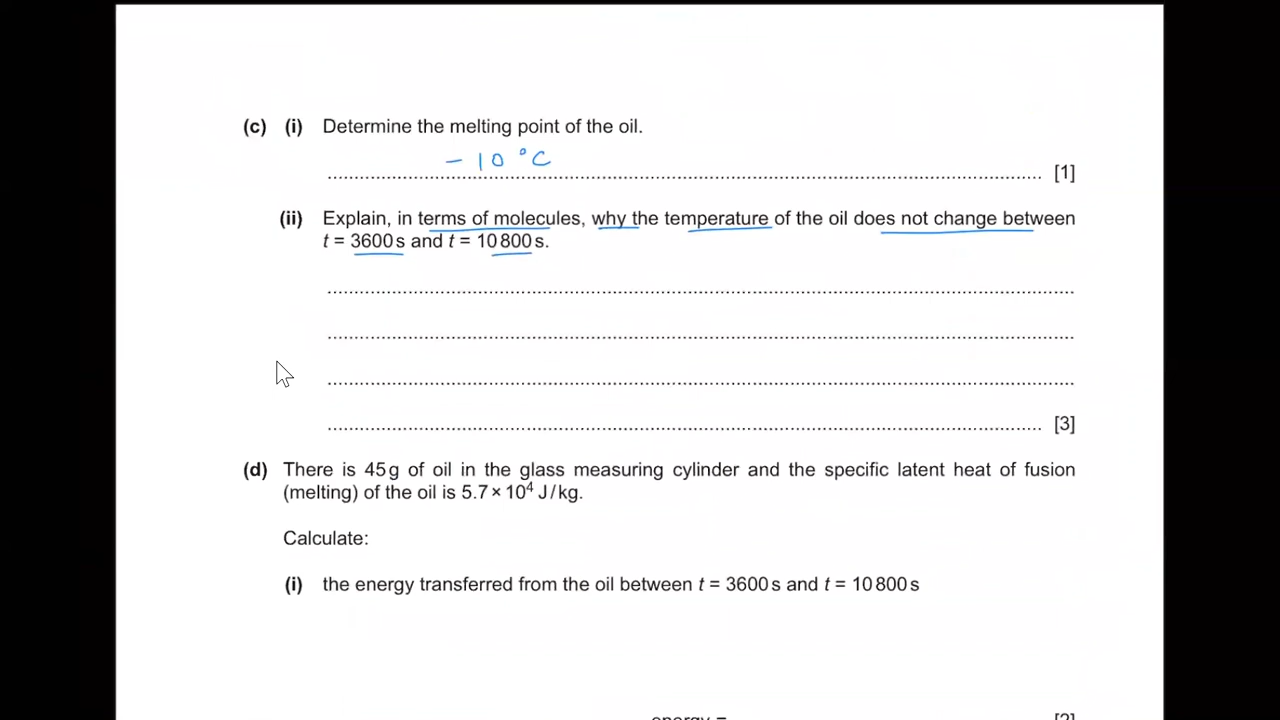 (c) (i) Determine the melting point of the oil.
− 10 °C
.......................................................................................................................... [1]
(ii) Explain, in terms of molecules, why the temperature of the oil does not change between
t = 3600 s and t = 10 800 s.
................................................................................................................................
................................................................................................................................
................................................................................................................................
.......................................................................................................................... [3]
(d) There is 45 g of oil in the glass measuring cylinder and the specific latent heat of fusion
(melting) of the oil is 5.7 × 10⁴ J/kg.
Calculate:
(i) the energy transferred from the oil between t = 3600 s and t = 10 800 s
energy =
[2]